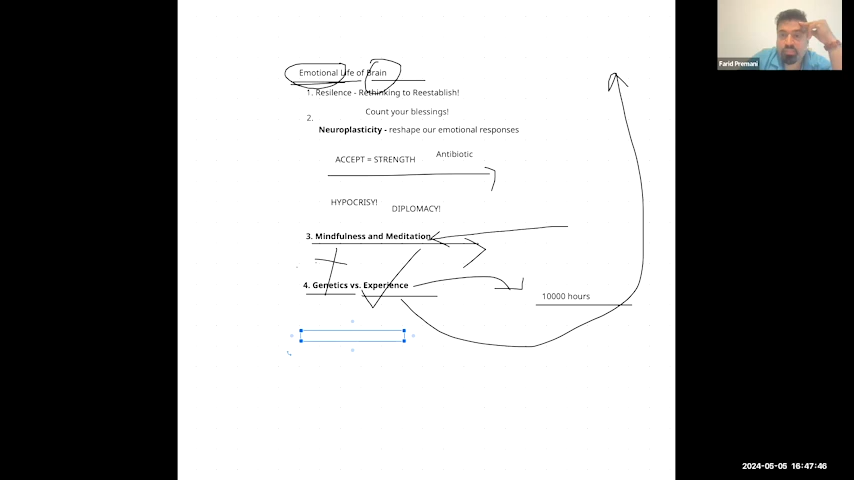 Emotional Life of Brain
1. Resilence - Rethinking to Reestablish!
Count your blessings!
2.
Neuroplasticity - reshape our emotional responses
Antibiotic
ACCEPT = STRENGTH
HYPOCRISY!
DIPLOMACY!
3. Mindfulness and Meditation
4. Genetics vs. Experience
10000 hours
Farid Premani
2024-05-05 16:47:46